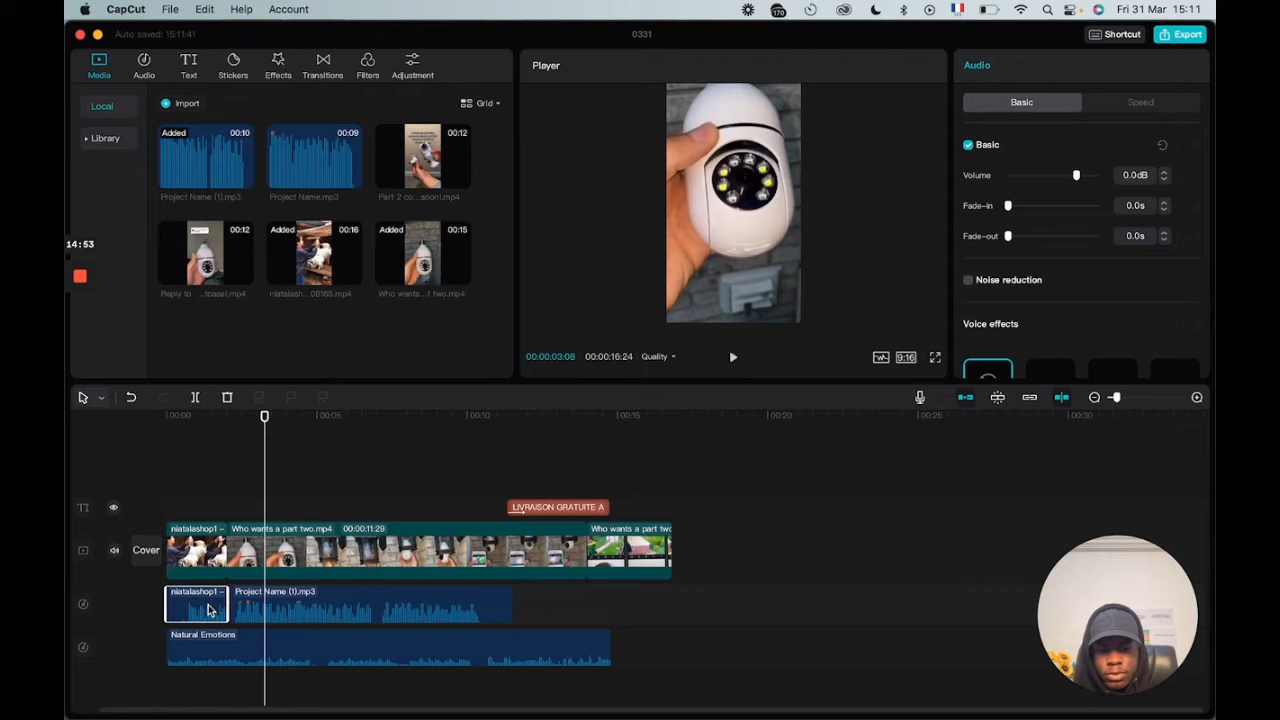 CapCut File Edit Help Account
170
Fri 31 Mar 15:11
Auto saved: 15:11:41
0331
Shortcut
Export
Media
Audio
Text
Stickers
Effects
Transitions
Filters
Adjustment
Player
Audio
Local
Library
Import
Grid
Basic
Speed
Added 00:10
00:09
00:12
Project Name (1).mp3
Project Name.mp3
Part 2 co...aoon!.mp4
00:12
Added 00:16
Added 00:15
Reply to ...tcase1.mp4
niatalash...08165.mp4
Who wants...t two.mp4
14:53
Basic
Volume 0.0dB
Fade-in 0.0s
Fade-out 0.0s
Noise reduction
Voice effects
00:00:03:08 00:00:16:24 Quality
9:16
00:00 00:05 00:10 00:15 00:20 00:25 00:30
TI
LIVRAISON GRATUITE A
Cover
niatalashop1 –
Who wants a part two.mp4 00:00:11:29
Who wants a part two
niatalashop1 –
Project Name (1).mp3
Natural Emotions